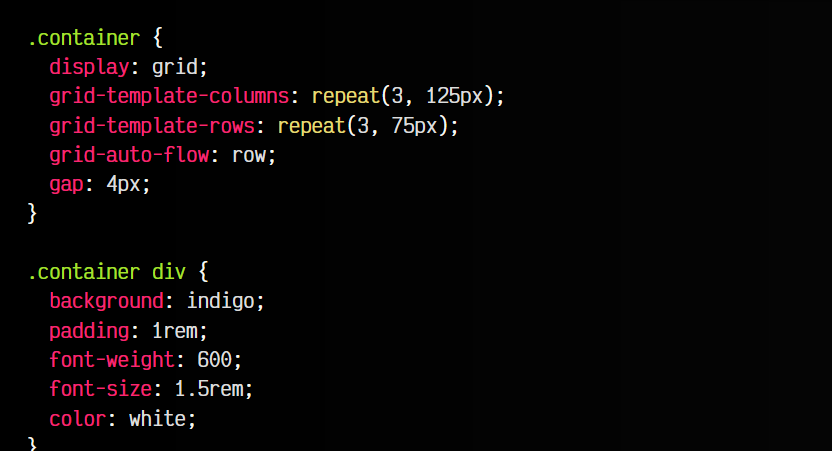 .container {
  display: grid;
  grid-template-columns: repeat(3, 125px);
  grid-template-rows: repeat(3, 75px);
  grid-auto-flow: row;
  gap: 4px;
}

.container div {
  background: indigo;
  padding: 1rem;
  font-weight: 600;
  font-size: 1.5rem;
  color: white;
}